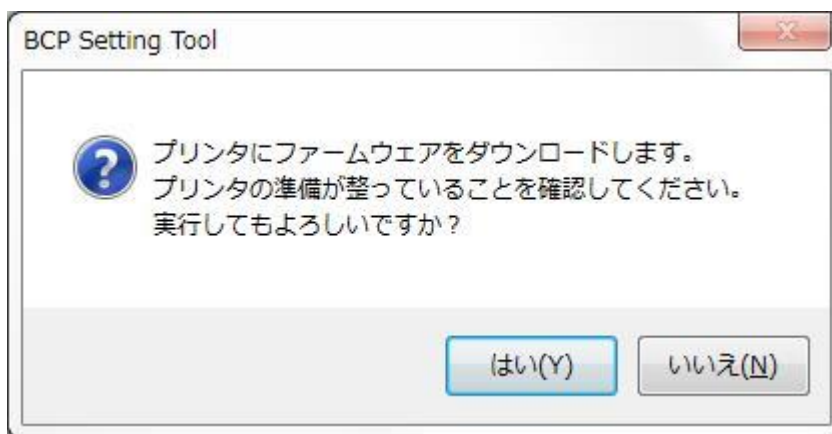 BCP Setting Tool
プリンタにファームウェアをダウンロードします。
プリンタの準備が整っていることを確認してください。
実行してもよろしいですか？
はい(Y)
いいえ(N)